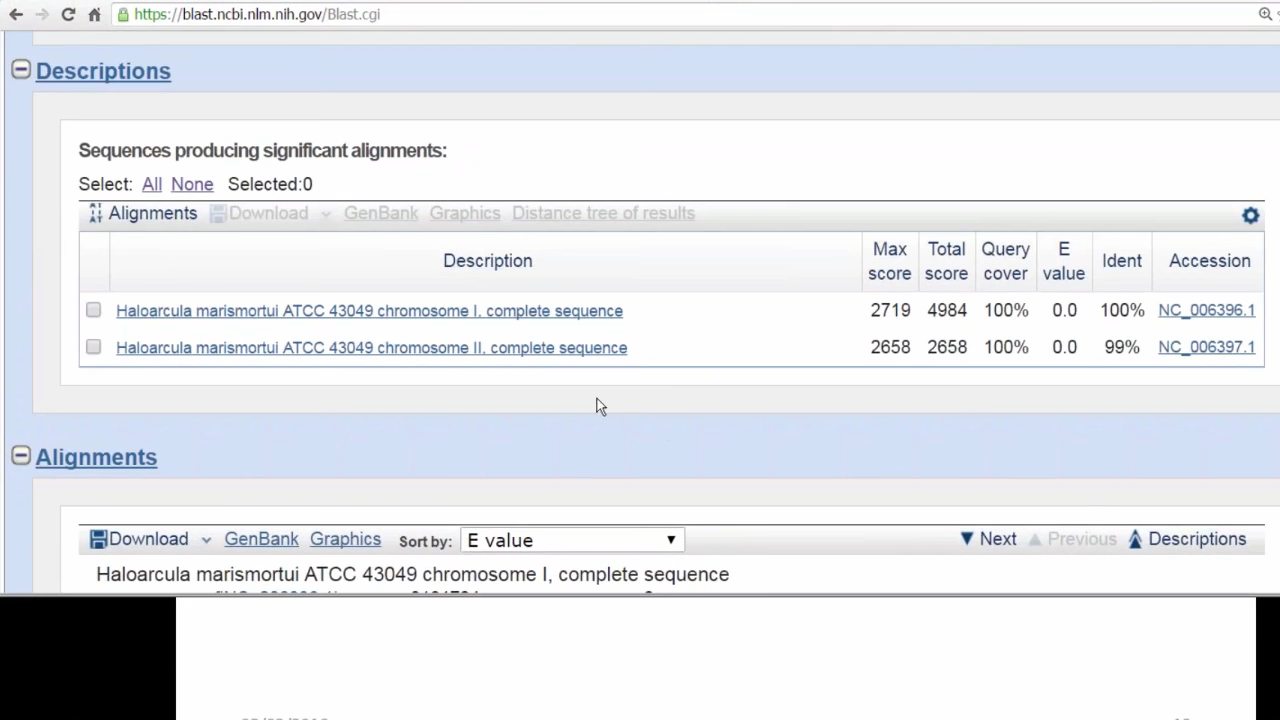 https://blast.ncbi.nlm.nih.gov/Blast.cgi
Descriptions
Sequences producing significant alignments:
Select: All None Selected:0
Alignments Download GenBank Graphics Distance tree of results
Description Max score Total score Query cover E value Ident Accession
Haloarcula marismortui ATCC 43049 chromosome I, complete sequence 2719 4984 100% 0.0 100% NC_006396.1
Haloarcula marismortui ATCC 43049 chromosome II, complete sequence 2658 2658 100% 0.0 99% NC_006397.1
Alignments
Download GenBank Graphics Sort by: E value Next Previous Descriptions
Haloarcula marismortui ATCC 43049 chromosome I, complete sequence